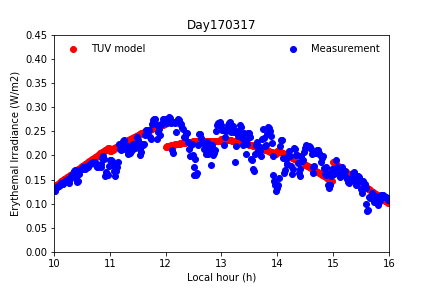 Day170317
TUV model
Measurement
Erythemal Irradiance (W/m2)
0.45
0.40
0.35
0.30
0.25
0.20
0.15
0.10
0.05
0.00
10 11 12 13 14 15 16
Local hour (h)